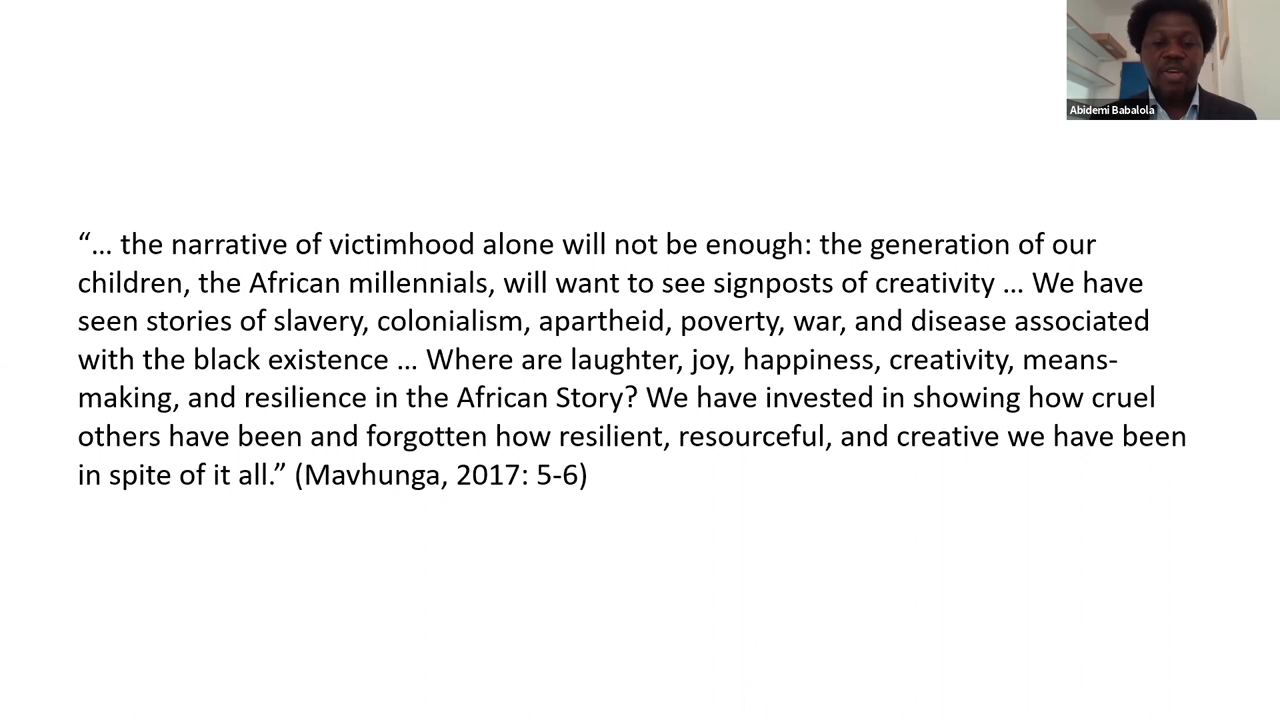 Abidemi Babalola
“... the narrative of victimhood alone will not be enough: the generation of our
children, the African millennials, will want to see signposts of creativity ... We have
seen stories of slavery, colonialism, apartheid, poverty, war, and disease associated
with the black existence ... Where are laughter, joy, happiness, creativity, means-
making, and resilience in the African Story? We have invested in showing how cruel
others have been and forgotten how resilient, resourceful, and creative we have been
in spite of it all.” (Mavhunga, 2017: 5-6)